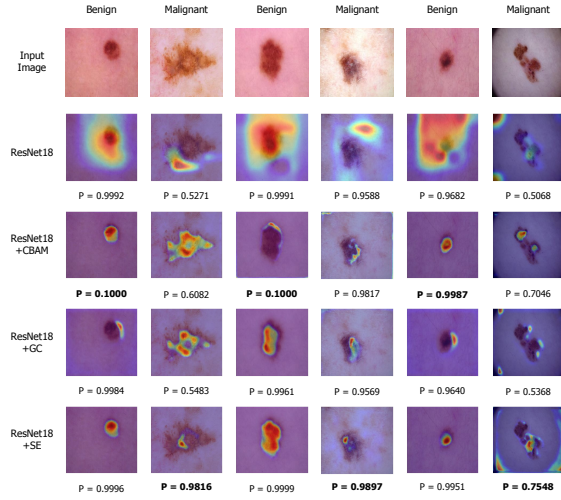 Benign Malignant Benign Malignant Benign Malignant
Input
Image
ResNet18
P = 0.9992 P = 0.5271 P = 0.9991 P = 0.9588 P = 0.9682 P = 0.5068
ResNet18
+CBAM
P = 0.1000 P = 0.6082 P = 0.1000 P = 0.9817 P = 0.9987 P = 0.7046
ResNet18
+GC
P = 0.9984 P = 0.5483 P = 0.9961 P = 0.9569 P = 0.9640 P = 0.5368
ResNet18
+SE
P = 0.9996 P = 0.9816 P = 0.9999 P = 0.9897 P = 0.9951 P = 0.7548